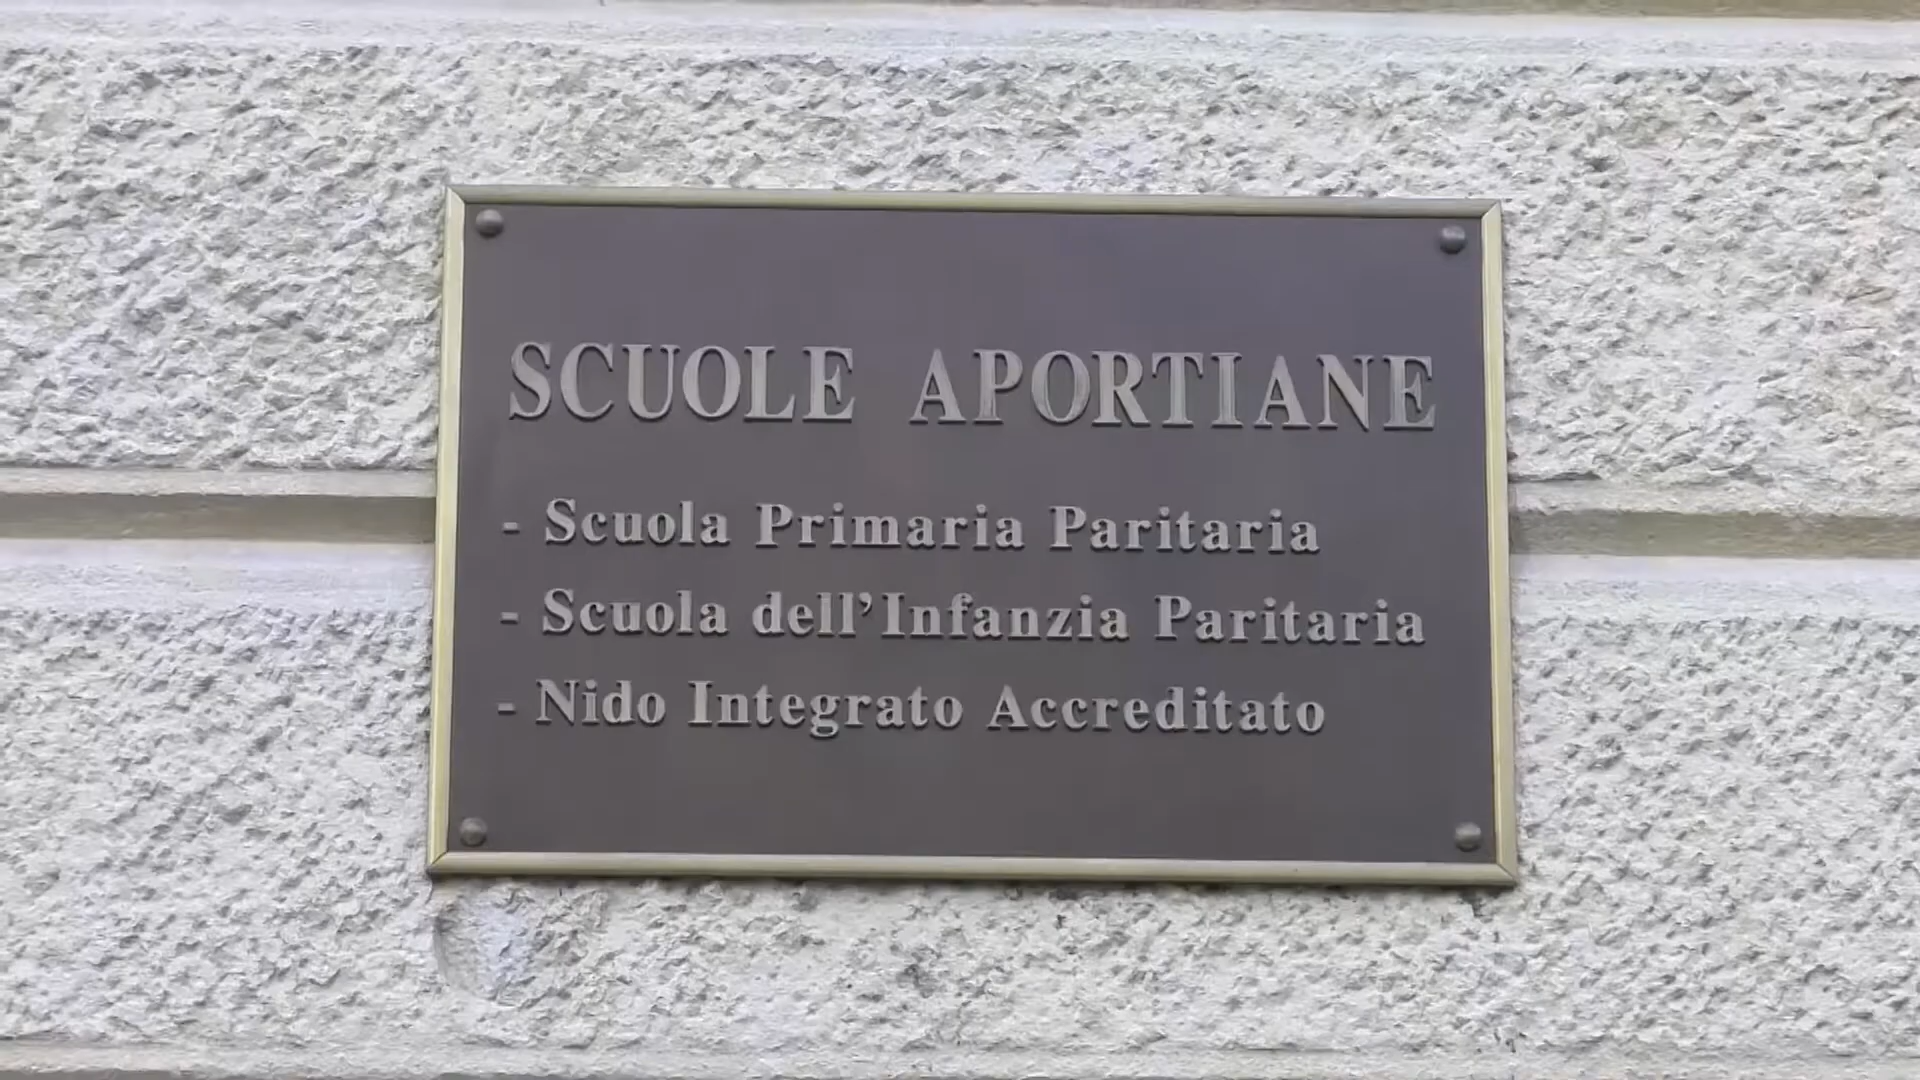 SCUOLE APORTIANE
- Scuola Primaria Paritaria
- Scuola dell’Infanzia Paritaria
- Nido Integrato Accreditato